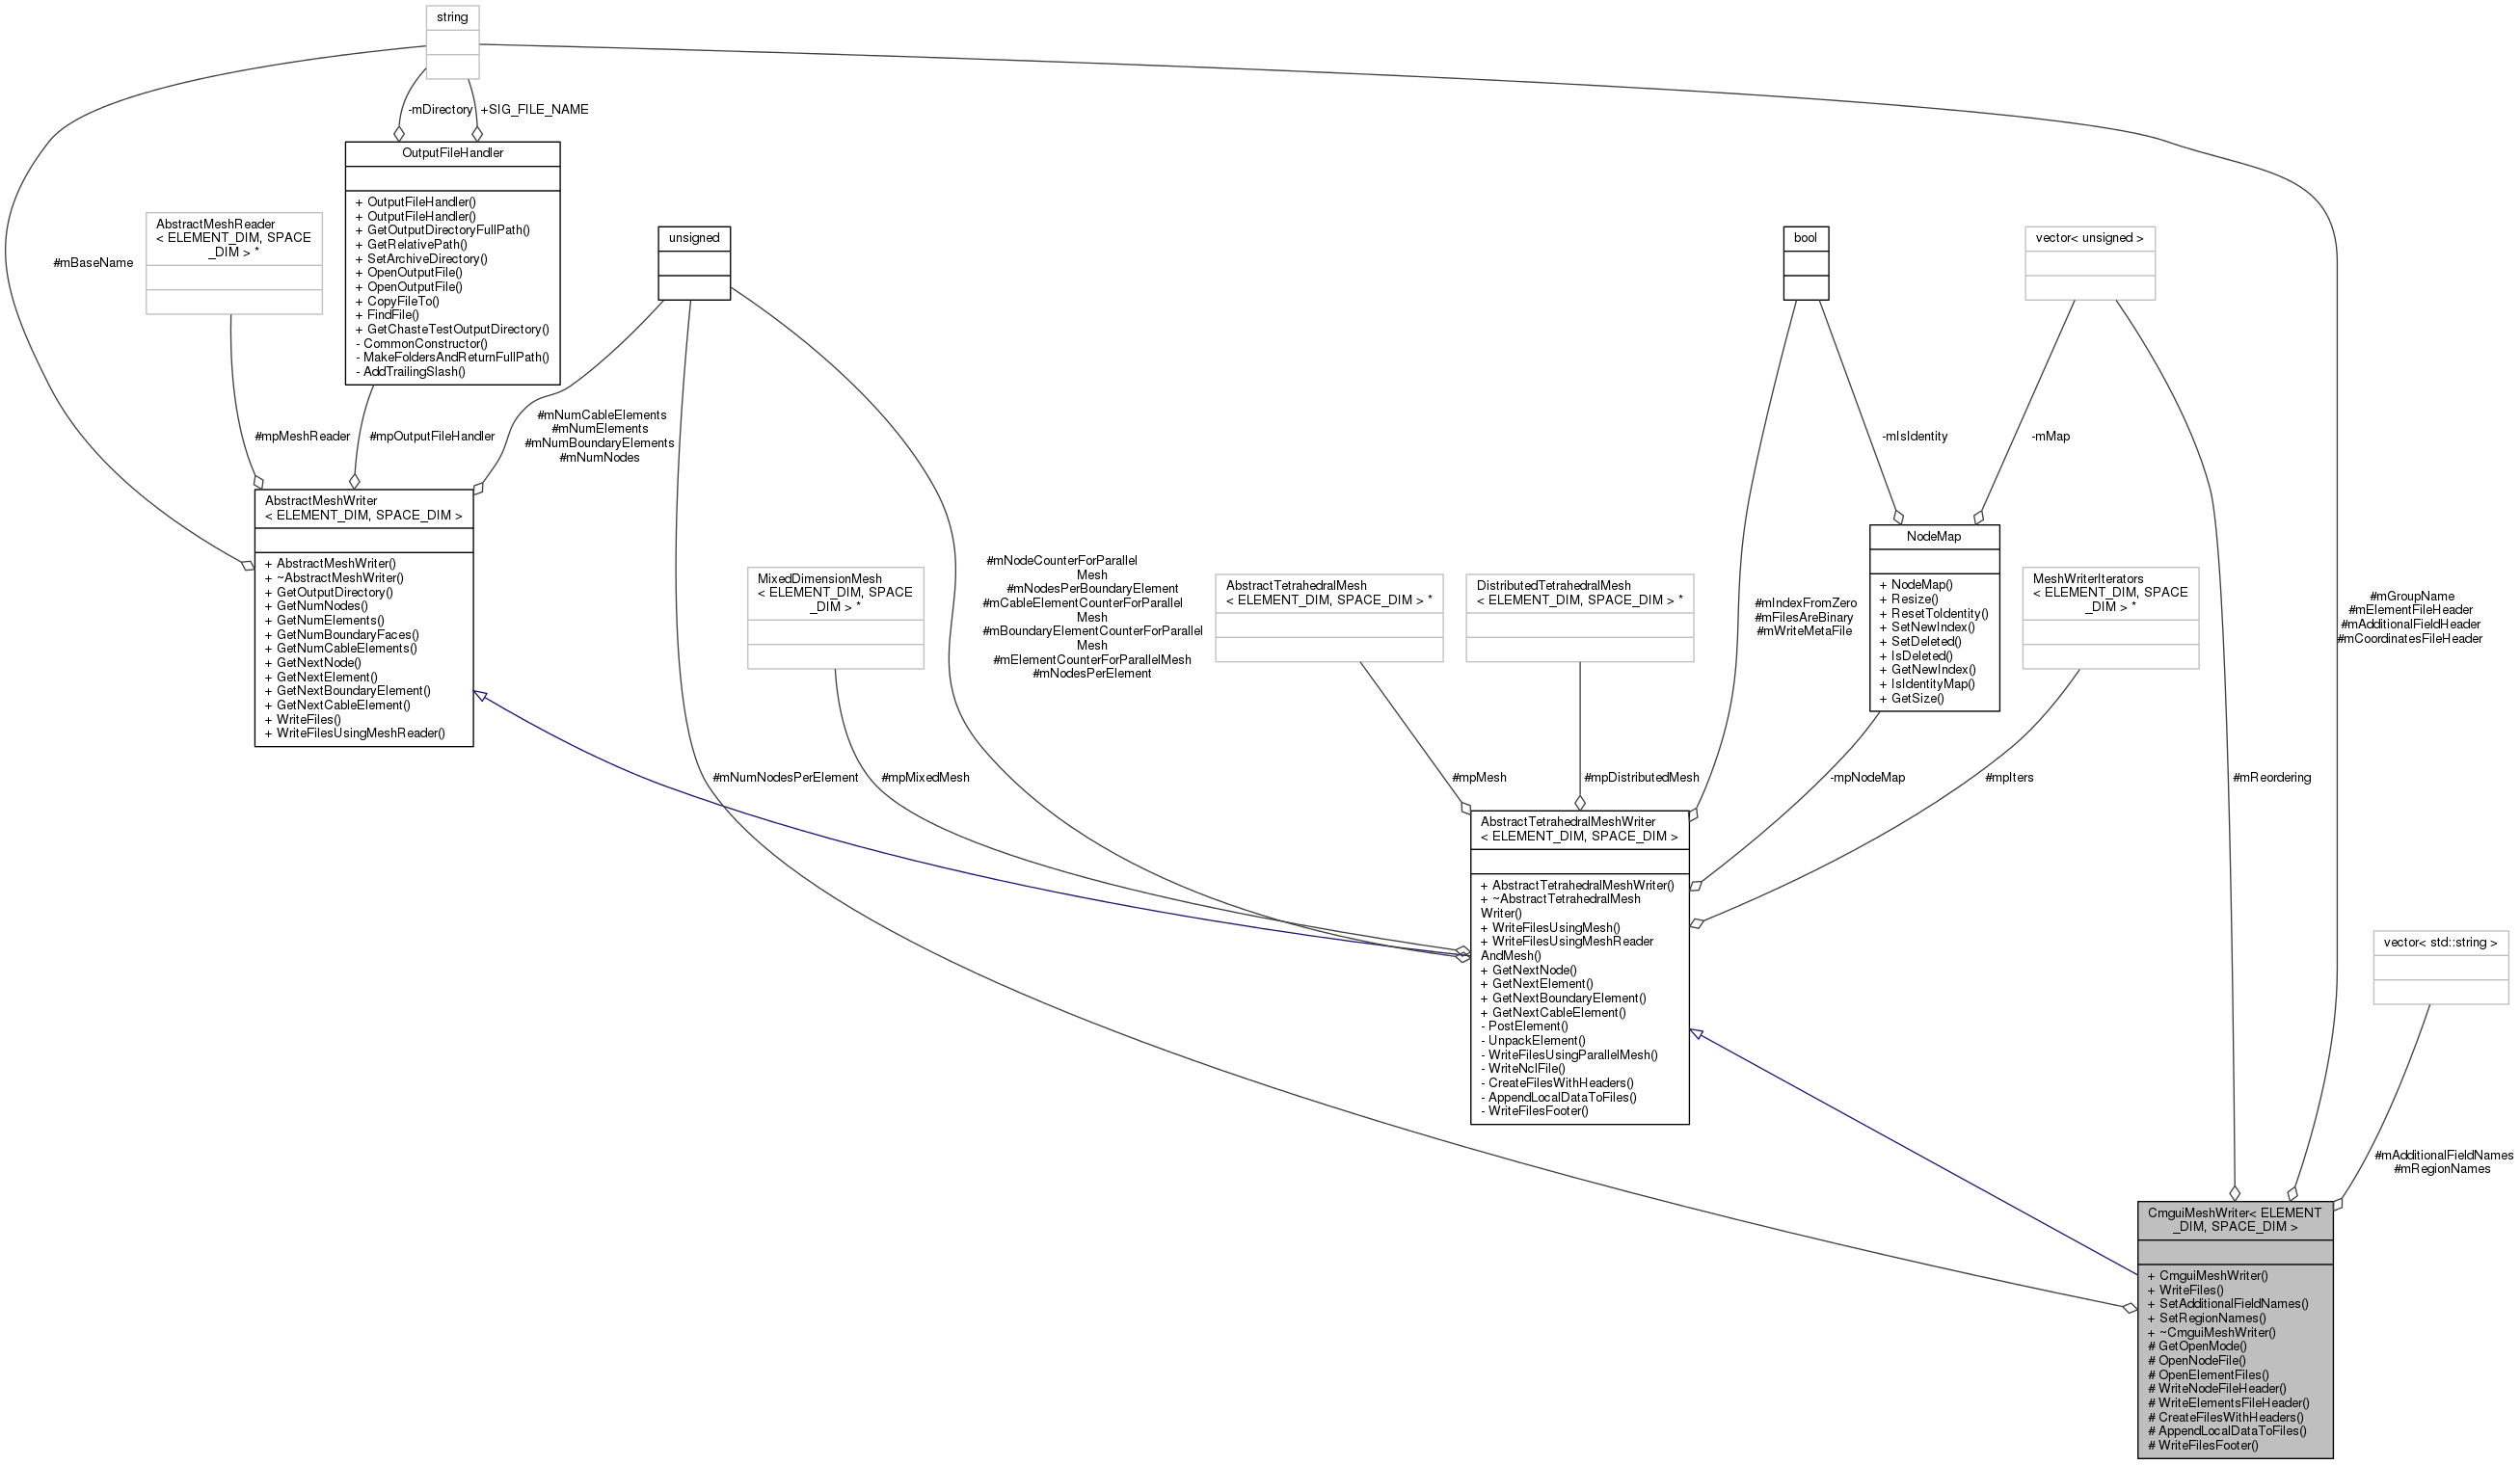 string
-mDirectory
+SIG_FILE_NAME
OutputFileHandler
+ OutputFileHandler()
+ OutputFileHandler()
+ GetOutputDirectoryFullPath()
+ GetRelativePath()
+ SetArchiveDirectory()
+ OpenOutputFile()
+ OpenOutputFile()
+ CopyFileTo()
+ FindFile()
+ GetChasteTestOutputDirectory()
- CommonConstructor()
- MakeFoldersAndReturnFullPath()
- AddTrailingSlash()
#mBaseName
AbstractMeshReader
< ELEMENT_DIM, SPACE
_DIM > *
unsigned
bool
vector< unsigned >
#mpMeshReader
#mpOutputFileHandler
#mNumCableElements
#mNumElements
#mNumBoundaryElements
#mNumNodes
-mIsIdentity
-mMap
AbstractMeshWriter
< ELEMENT_DIM, SPACE_DIM >
+ AbstractMeshWriter()
+ ~AbstractMeshWriter()
+ GetOutputDirectory()
+ GetNumNodes()
+ GetNumElements()
+ GetNumBoundaryFaces()
+ GetNumCableElements()
+ GetNextNode()
+ GetNextElement()
+ GetNextBoundaryElement()
+ GetNextCableElement()
+ WriteFiles()
+ WriteFilesUsingMeshReader()
MixedDimensionMesh
< ELEMENT_DIM, SPACE
_DIM > *
#mNodeCounterForParallel
Mesh
#mNodesPerBoundaryElement
#mCableElementCounterForParallel
Mesh
#mBoundaryElementCounterForParallel
Mesh
#mElementCounterForParallelMesh
#mNodesPerElement
AbstractTetrahedralMesh
< ELEMENT_DIM, SPACE_DIM > *
DistributedTetrahedralMesh
< ELEMENT_DIM, SPACE_DIM > *
#mIndexFromZero
#mFilesAreBinary
#mWriteMetaFile
NodeMap
+ NodeMap()
+ Resize()
+ ResetToIdentity()
+ SetNewIndex()
+ SetDeleted()
+ IsDeleted()
+ GetNewIndex()
+ IsIdentityMap()
+ GetSize()
MeshWriterIterators
< ELEMENT_DIM, SPACE
_DIM > *
#mGroupName
#mElementFileHeader
#mAdditionalFieldHeader
#mCoordinatesFileHeader
#mNumNodesPerElement
#mpMixedMesh
#mpMesh
#mpDistributedMesh
-mpNodeMap
#mpIters
#mReordering
AbstractTetrahedralMeshWriter
< ELEMENT_DIM, SPACE_DIM >
+ AbstractTetrahedralMeshWriter()
+ ~AbstractTetrahedralMesh
Writer()
+ WriteFilesUsingMesh()
+ WriteFilesUsingMeshReader
AndMesh()
+ GetNextNode()
+ GetNextElement()
+ GetNextBoundaryElement()
+ GetNextCableElement()
- PostElement()
- UnpackElement()
- WriteFilesUsingParallelMesh()
- WriteNclFile()
- CreateFilesWithHeaders()
- AppendLocalDataToFiles()
- WriteFilesFooter()
vector< std::string >
#mAdditionalFieldNames
#mRegionNames
CmguiMeshWriter< ELEMENT
_DIM, SPACE_DIM >
+ CmguiMeshWriter()
+ WriteFiles()
+ SetAdditionalFieldNames()
+ SetRegionNames()
+ ~CmguiMeshWriter()
# GetOpenMode()
# OpenNodeFile()
# OpenElementFiles()
# WriteNodeFileHeader()
# WriteElementsFileHeader()
# CreateFilesWithHeaders()
# AppendLocalDataToFiles()
# WriteFilesFooter()